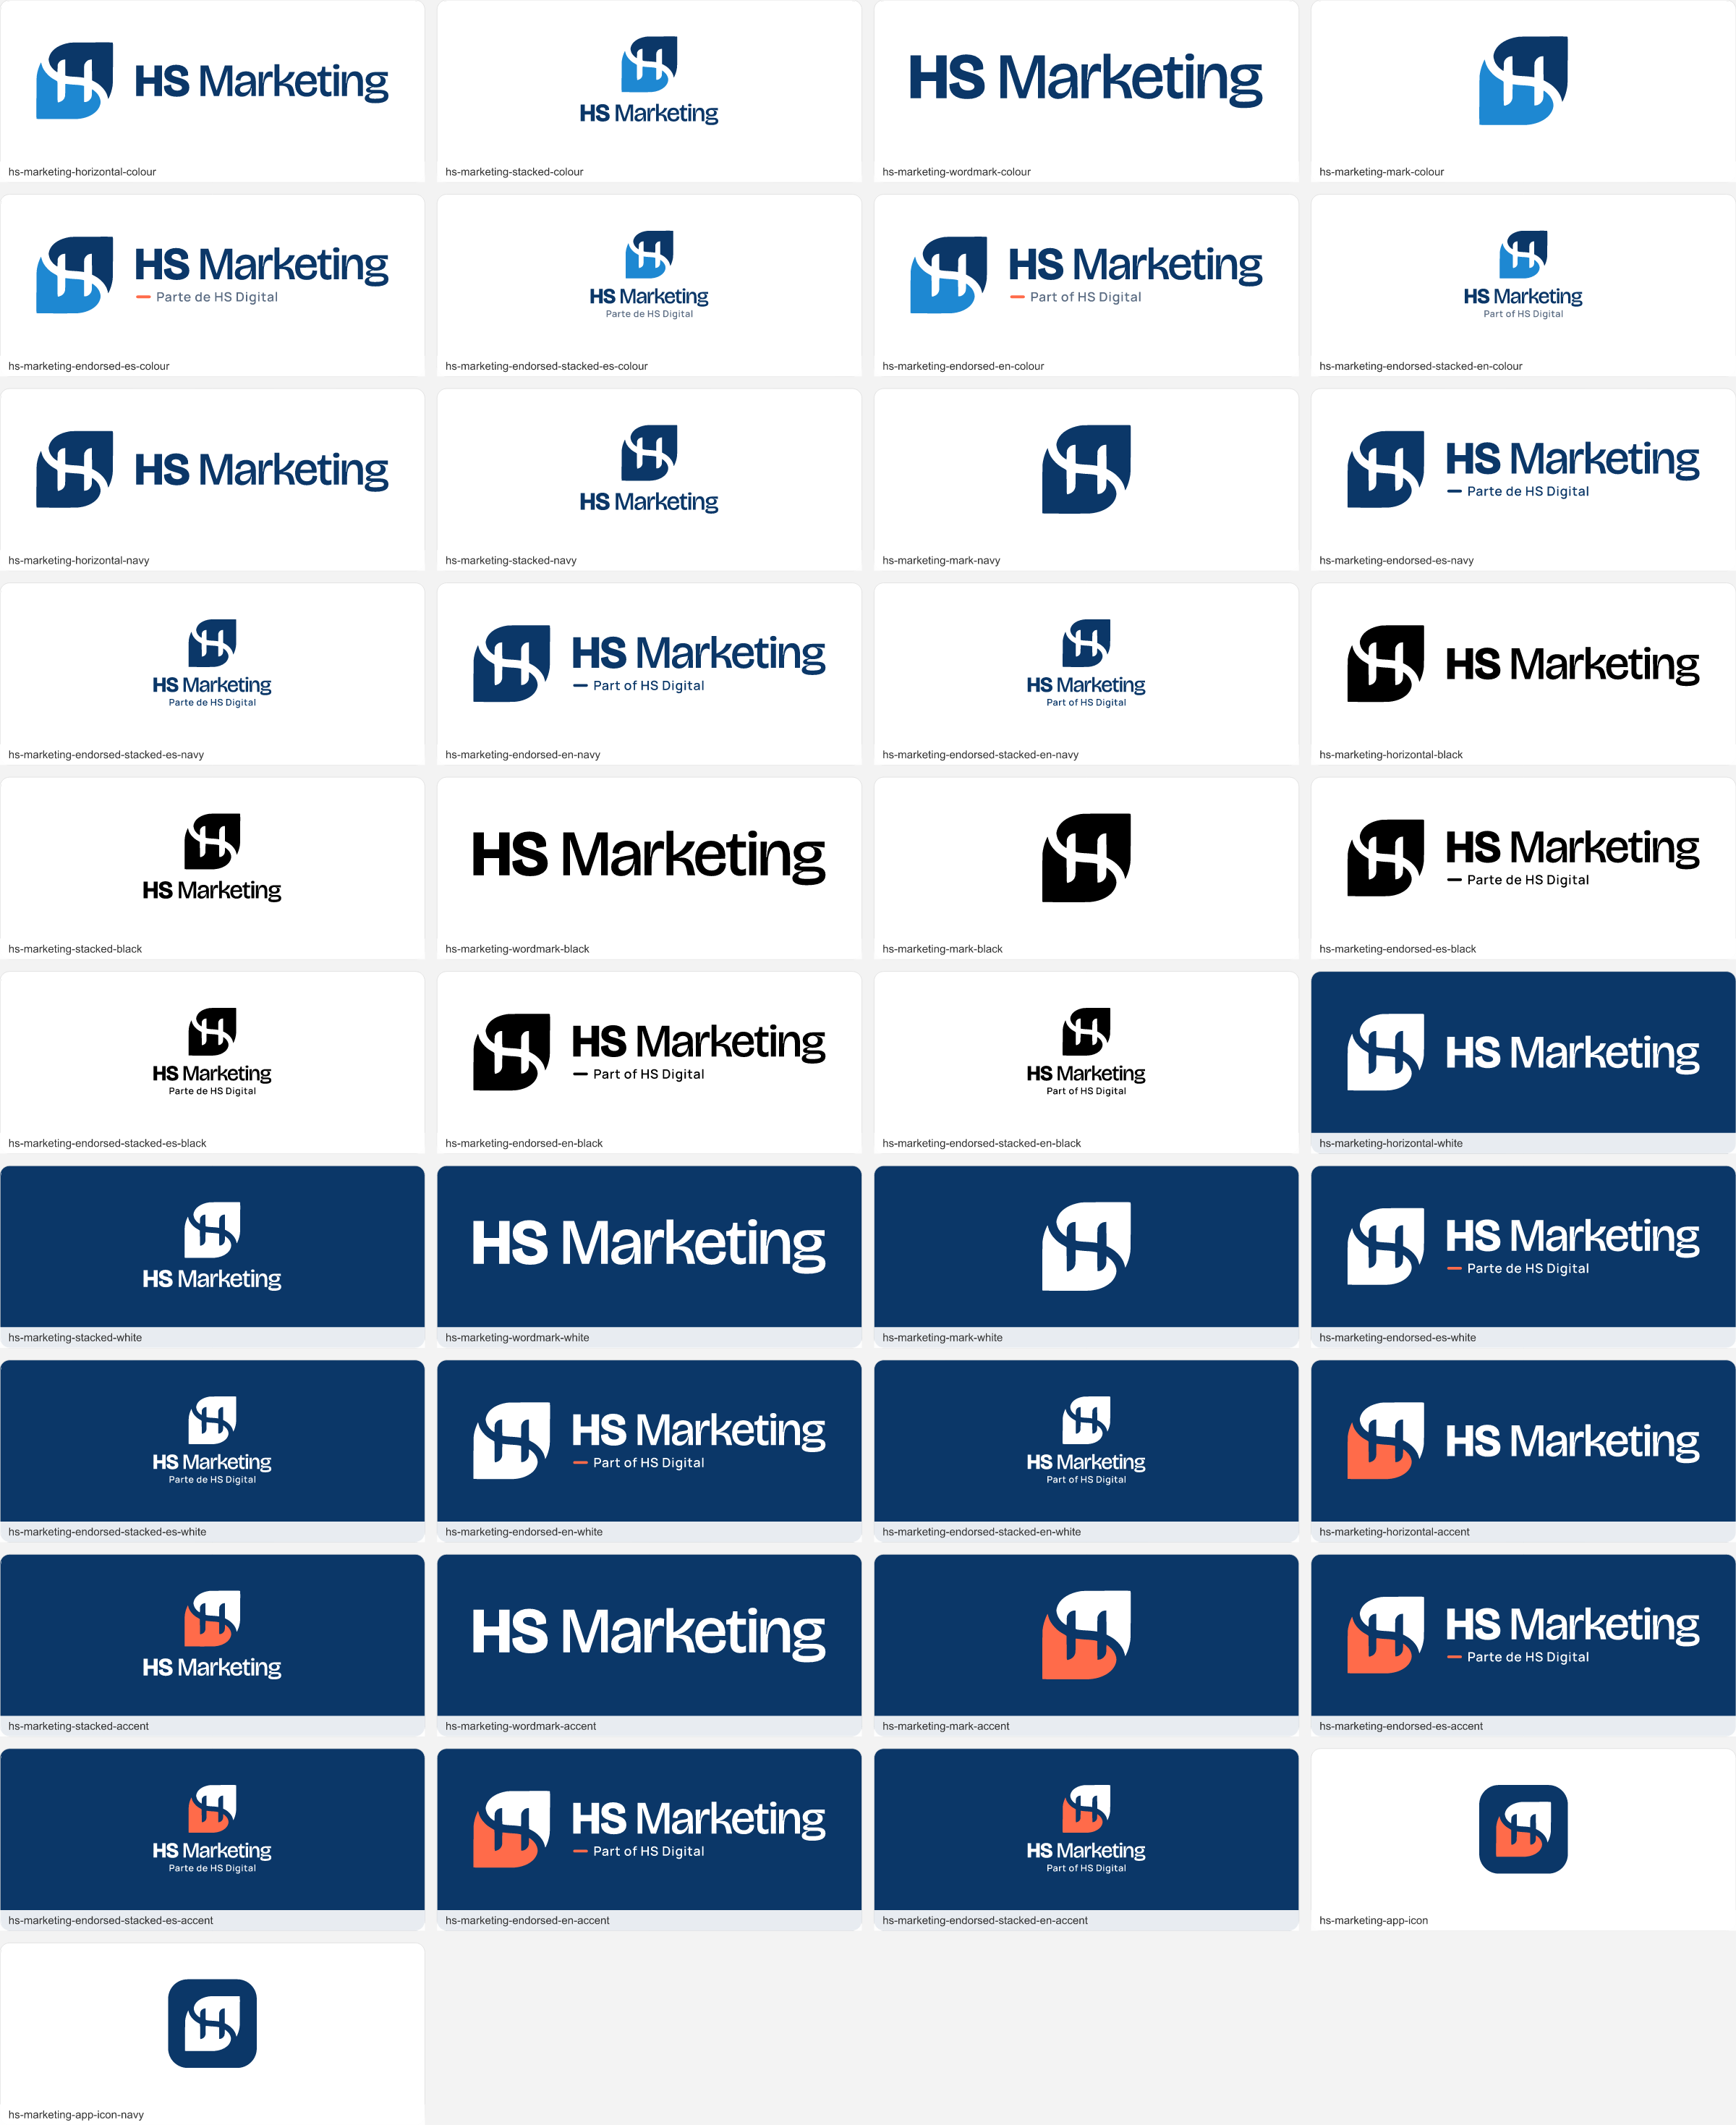 HS Marketing
HS Marketing
HS Marketing
hs-marketing-horizontal-colour
hs-marketing-stacked-colour
hs-marketing-wordmark-colour
hs-marketing-mark-colour
HS Marketing
Parte de HS Digital
HS Marketing
Parte de HS Digital
HS Marketing
Part of HS Digital
HS Marketing
Part of HS Digital
hs-marketing-endorsed-es-colour
hs-marketing-endorsed-stacked-es-colour
hs-marketing-endorsed-en-colour
hs-marketing-endorsed-stacked-en-colour
HS Marketing
HS Marketing
HS Marketing
Parte de HS Digital
hs-marketing-horizontal-navy
hs-marketing-stacked-navy
hs-marketing-mark-navy
hs-marketing-endorsed-es-navy
HS Marketing
Parte de HS Digital
HS Marketing
Part of HS Digital
HS Marketing
Part of HS Digital
HS Marketing
hs-marketing-endorsed-stacked-es-navy
hs-marketing-endorsed-en-navy
hs-marketing-endorsed-stacked-en-navy
hs-marketing-horizontal-black
HS Marketing
HS Marketing
HS Marketing
Parte de HS Digital
hs-marketing-stacked-black
hs-marketing-wordmark-black
hs-marketing-mark-black
hs-marketing-endorsed-es-black
HS Marketing
Parte de HS Digital
HS Marketing
Part of HS Digital
HS Marketing
Part of HS Digital
HS Marketing
hs-marketing-endorsed-stacked-es-black
hs-marketing-endorsed-en-black
hs-marketing-endorsed-stacked-en-black
hs-marketing-horizontal-white
HS Marketing
HS Marketing
HS Marketing
Parte de HS Digital
hs-marketing-stacked-white
hs-marketing-wordmark-white
hs-marketing-mark-white
hs-marketing-endorsed-es-white
HS Marketing
Parte de HS Digital
HS Marketing
Part of HS Digital
HS Marketing
Part of HS Digital
HS Marketing
hs-marketing-endorsed-stacked-es-white
hs-marketing-endorsed-en-white
hs-marketing-endorsed-stacked-en-white
hs-marketing-horizontal-accent
HS Marketing
HS Marketing
HS Marketing
Parte de HS Digital
hs-marketing-stacked-accent
hs-marketing-wordmark-accent
hs-marketing-mark-accent
hs-marketing-endorsed-es-accent
HS Marketing
Parte de HS Digital
HS Marketing
Part of HS Digital
HS Marketing
Part of HS Digital
hs-marketing-endorsed-stacked-es-accent
hs-marketing-endorsed-en-accent
hs-marketing-endorsed-stacked-en-accent
hs-marketing-app-icon
hs-marketing-app-icon-navy